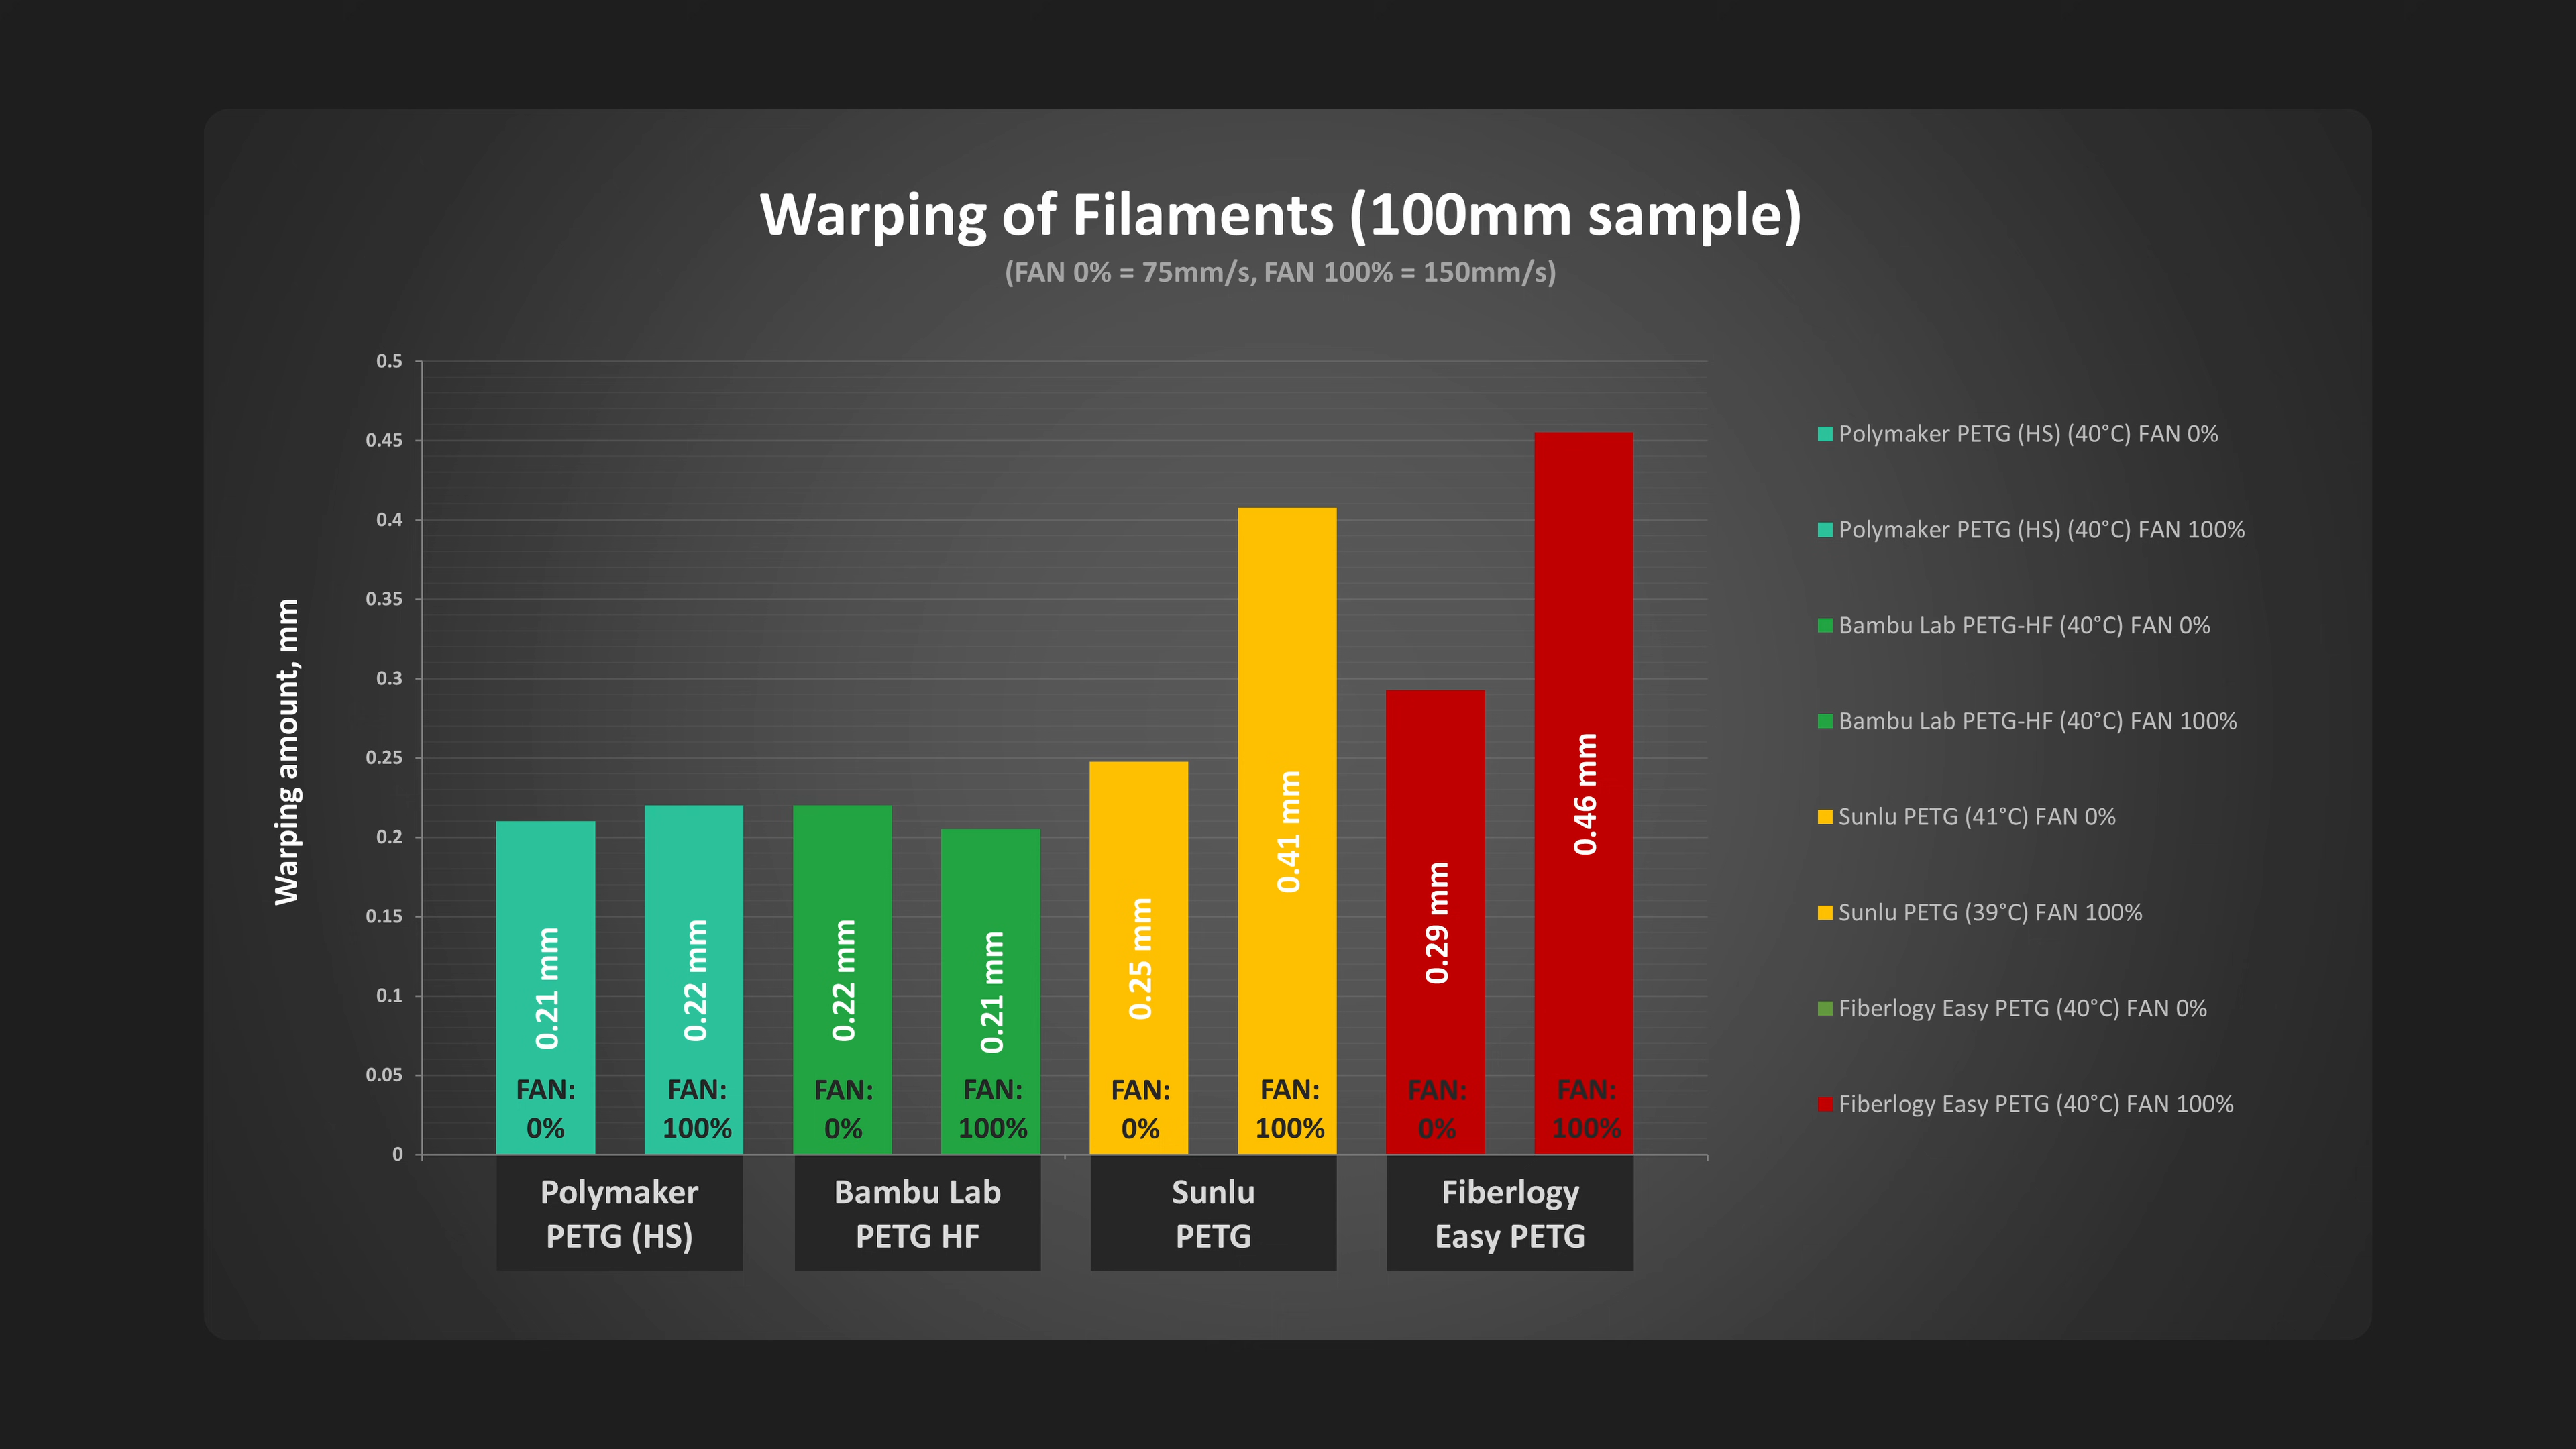 Warping of Filaments (100mm sample)
(FAN 0% = 75mm/s, FAN 100% = 150mm/s)
Warping amount, mm
0.5
0.45
0.4
0.35
0.3
0.25
0.2
0.15
0.1
0.05
0
0.21 mm
0.22 mm
0.22 mm
0.21 mm
0.25 mm
0.41 mm
0.29 mm
0.46 mm
FAN:
0%
FAN:
100%
FAN:
0%
FAN:
100%
FAN:
0%
FAN:
100%
FAN:
0%
FAN:
100%
Polymaker
PETG (HS)
Bambu Lab
PETG HF
Sunlu
PETG
Fiberlogy
Easy PETG
Polymaker PETG (HS) (40°C) FAN 0%
Polymaker PETG (HS) (40°C) FAN 100%
Bambu Lab PETG-HF (40°C) FAN 0%
Bambu Lab PETG-HF (40°C) FAN 100%
Sunlu PETG (41°C) FAN 0%
Sunlu PETG (39°C) FAN 100%
Fiberlogy Easy PETG (40°C) FAN 0%
Fiberlogy Easy PETG (40°C) FAN 100%